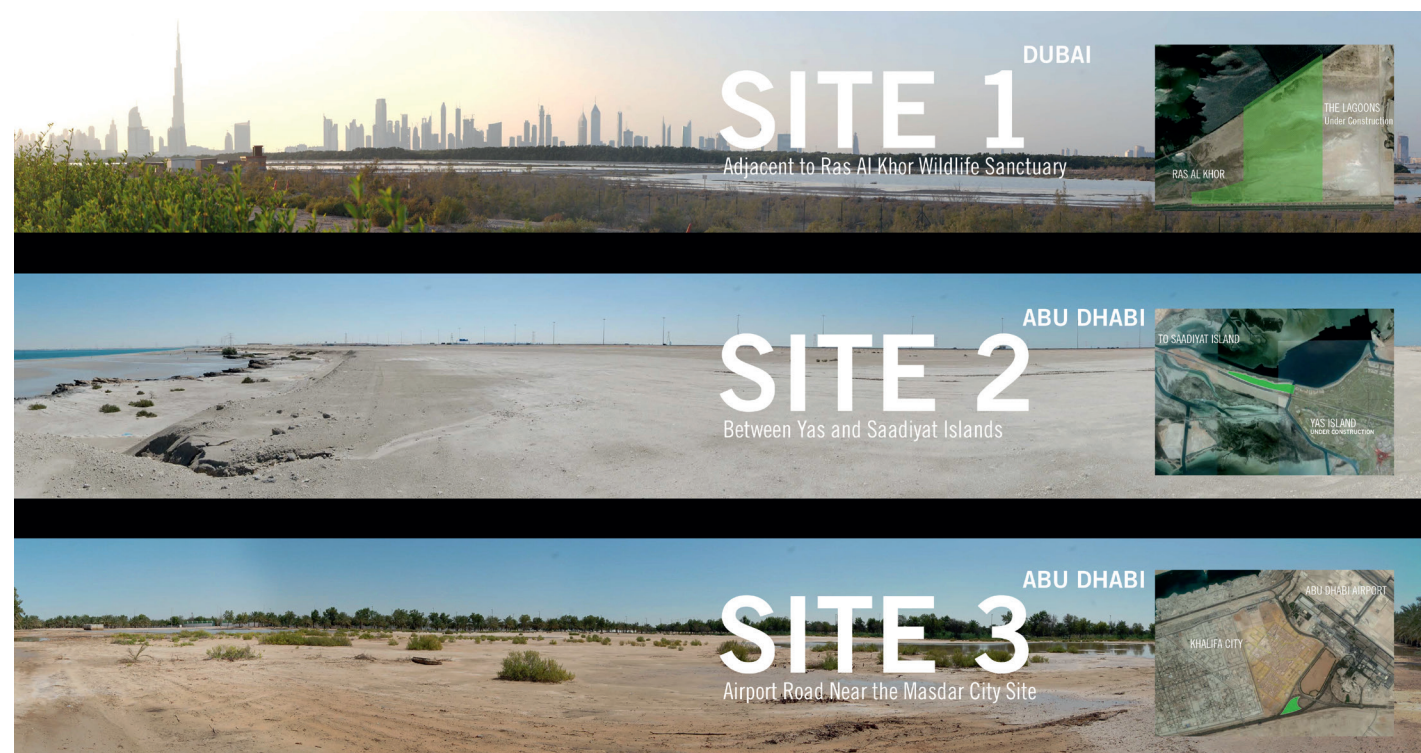 DUBAI
SITE 1
Adjacent to Ras Al Khor Wildlife Sanctuary
THE LAGOONS
Under Construction
RAS AL KHOR
ABU DHABI
SITE 2
Between Yas and Saadiyat Islands
TO SAADIYAT ISLAND
YAS ISLAND
UNDER CONSTRUCTION
ABU DHABI
SITE 3
Airport Road Near the Masdar City Site
ABU DHABI AIRPORT
KHALIFA CITY